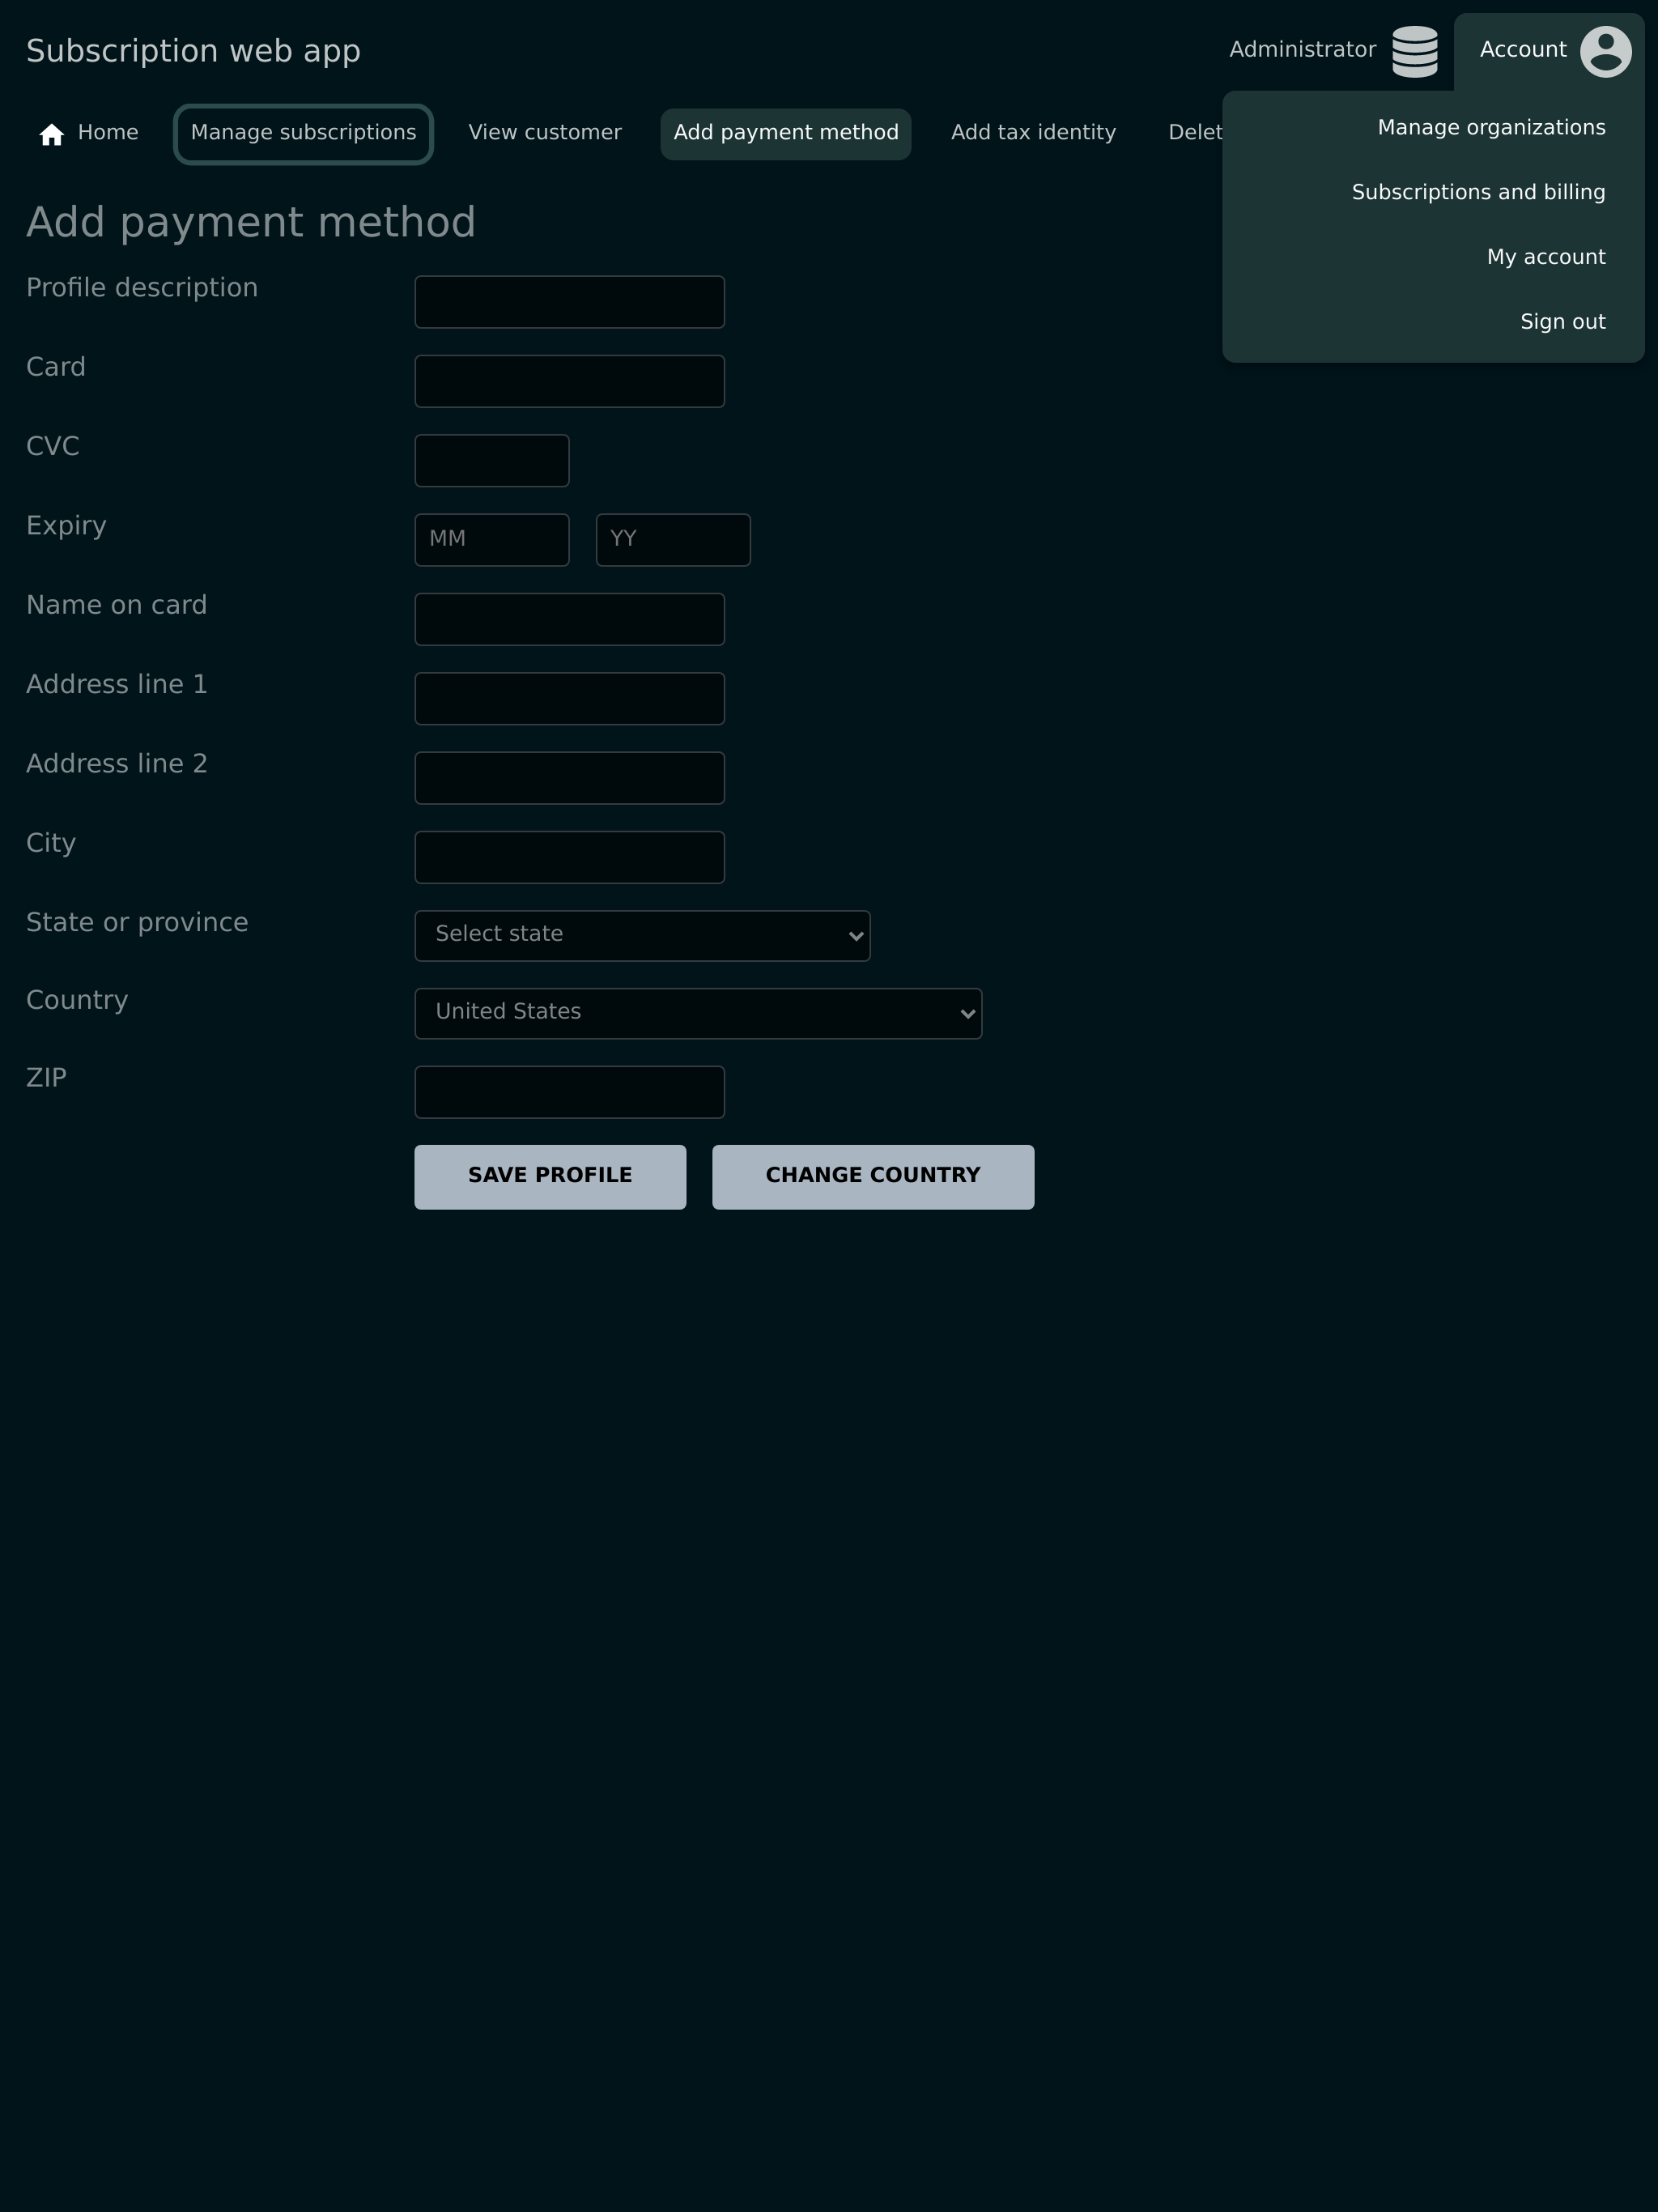 Subscription web app
Administrator
Account
Home
Manage subscriptions
View customer
Add payment method
Add tax identity
Manage organizations
Subscriptions and billing
My account
Sign out
Add payment method
Profile description
Card
CVC
Expiry
MM
YY
Name on card
Address line 1
Address line 2
City
State or province
Select state
Country
United States
ZIP
SAVE PROFILE
CHANGE COUNTRY